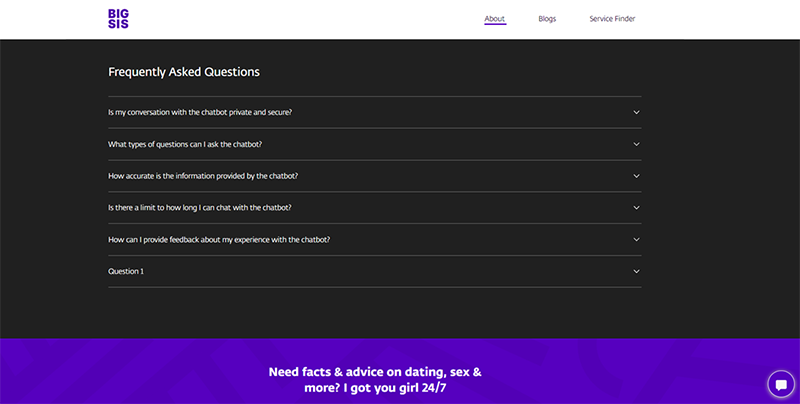 BIG
SIS
About
Blogs
Service Finder
Frequently Asked Questions
Is my conversation with the chatbot private and secure?
What types of questions can I ask the chatbot?
How accurate is the information provided by the chatbot?
Is there a limit to how long I can chat with the chatbot?
How can I provide feedback about my experience with the chatbot?
Question 1
Need facts & advice on dating, sex &
more? I got you girl 24/7